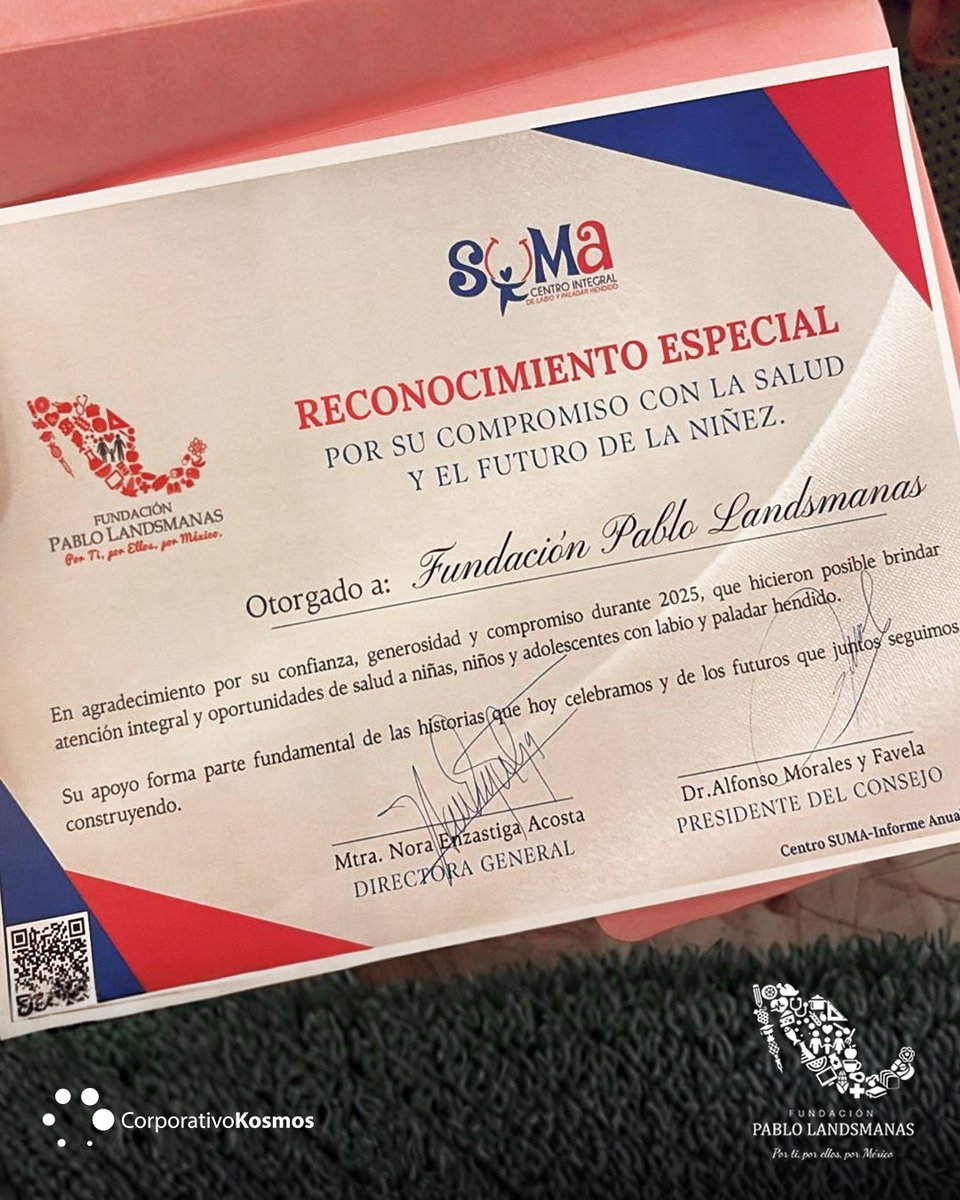 SUMa
CENTRO INTEGRAL
DE LABIO Y PALADAR HENDIDO
RECONOCIMIENTO ESPECIAL
POR SU COMPROMISO CON LA SALUD
Y EL FUTURO DE LA NIÑEZ.
FUNDACIÓN
PABLO LANDSMANAS
Por Ti, por Ellos, por México.
Otorgado a: Fundación Pablo Landsmanas
En agradecimiento por su confianza, generosidad y compromiso durante 2025, que hicieron posible brindar
atención integral y oportunidades de salud a niñas, niños y adolescentes con labio y paladar hendido.
Su apoyo forma parte fundamental de las historias que hoy celebramos y de los futuros que juntos seguimos
construyendo.
Mtra. Nora Enzastiga Acosta
DIRECTORA GENERAL
Dr.Alfonso Morales y Favela
PRESIDENTE DEL CONSEJO
Centro SUMA-Informe Anual
CorporativoKosmos
FUNDACIÓN
PABLO LANDSMANAS
Por ti, por ellos, por México